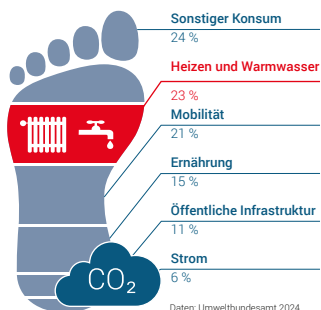 Sonstiger Konsum
24 %
Heizen und Warmwasser
23 %
Mobilität
21 %
Ernährung
15 %
Öffentliche Infrastruktur
11 %
Strom
6 %
CO₂
Daten: Umweltbundesamt 2024